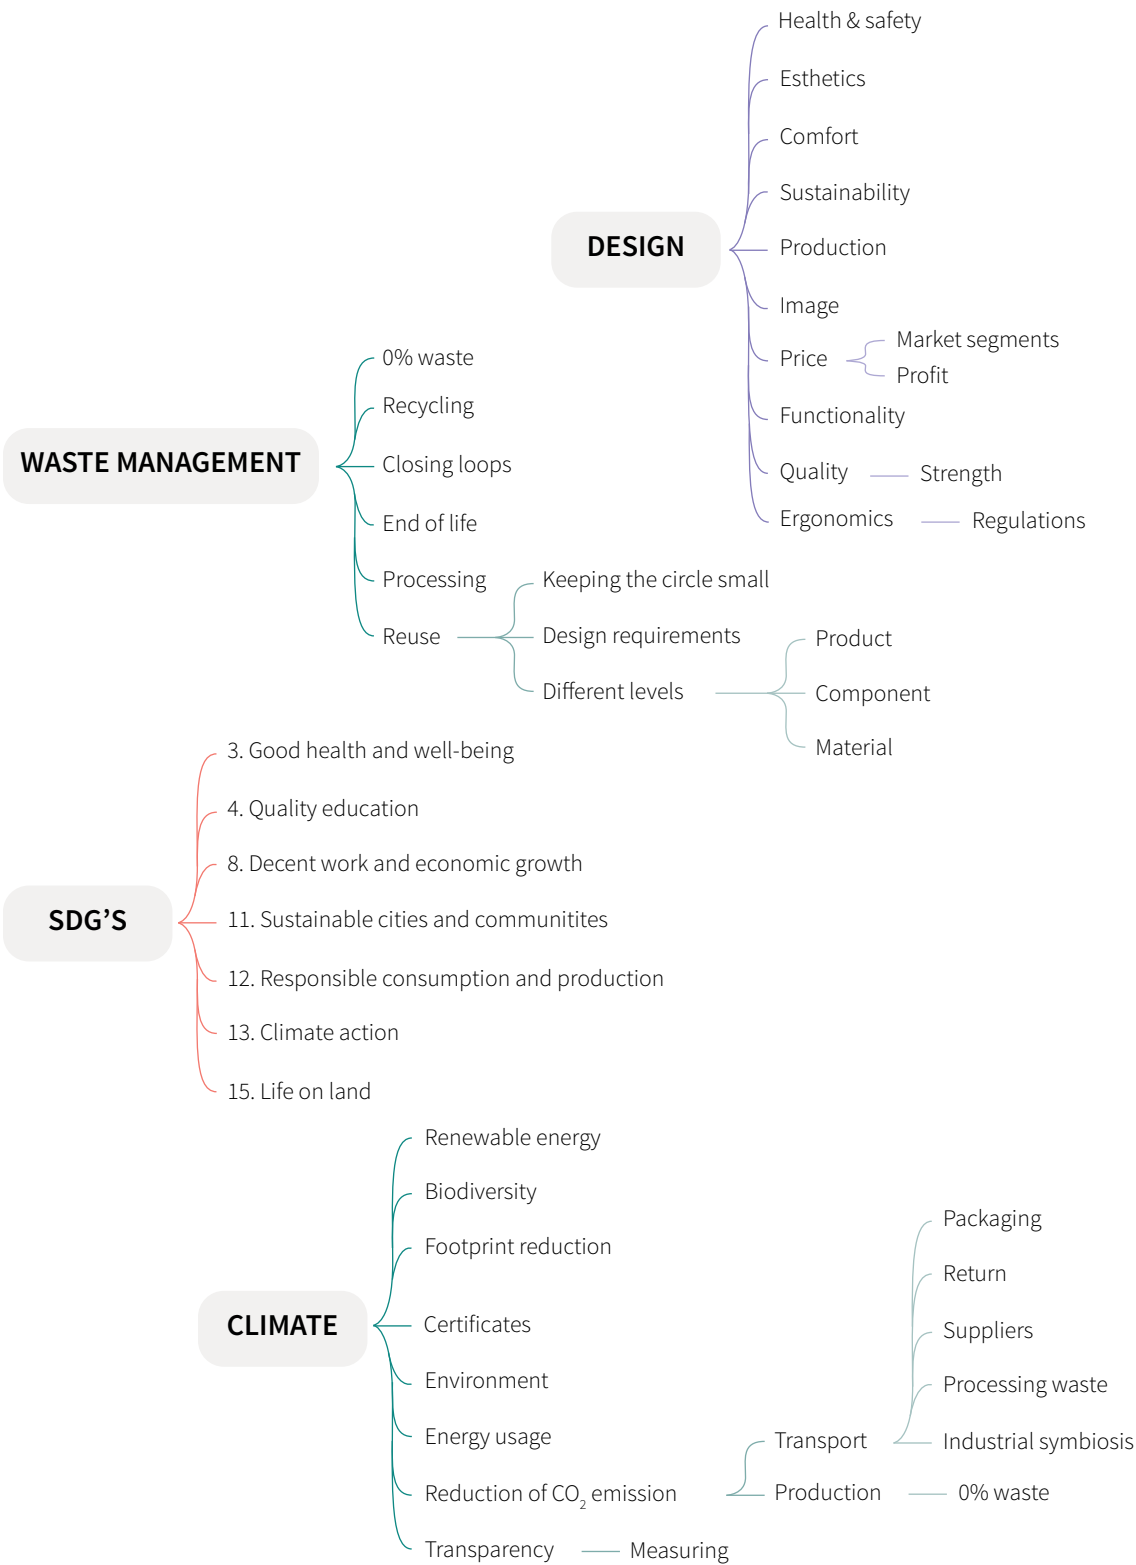 Health & safety
Esthetics
Comfort
Sustainability
DESIGN
Production
Image
Price
Market segments
Profit
Functionality
Quality
Strength
Ergonomics
Regulations
WASTE MANAGEMENT
0% waste
Recycling
Closing loops
End of life
Processing
Reuse
Keeping the circle small
Design requirements
Different levels
Product
Component
Material
SDG’S
3. Good health and well-being
4. Quality education
8. Decent work and economic growth
11. Sustainable cities and communitites
12. Responsible consumption and production
13. Climate action
15. Life on land
CLIMATE
Renewable energy
Biodiversity
Footprint reduction
Certificates
Environment
Energy usage
Reduction of CO₂ emission
Transport
Packaging
Return
Suppliers
Processing waste
Industrial symbiosis
Production
0% waste
Transparency
Measuring